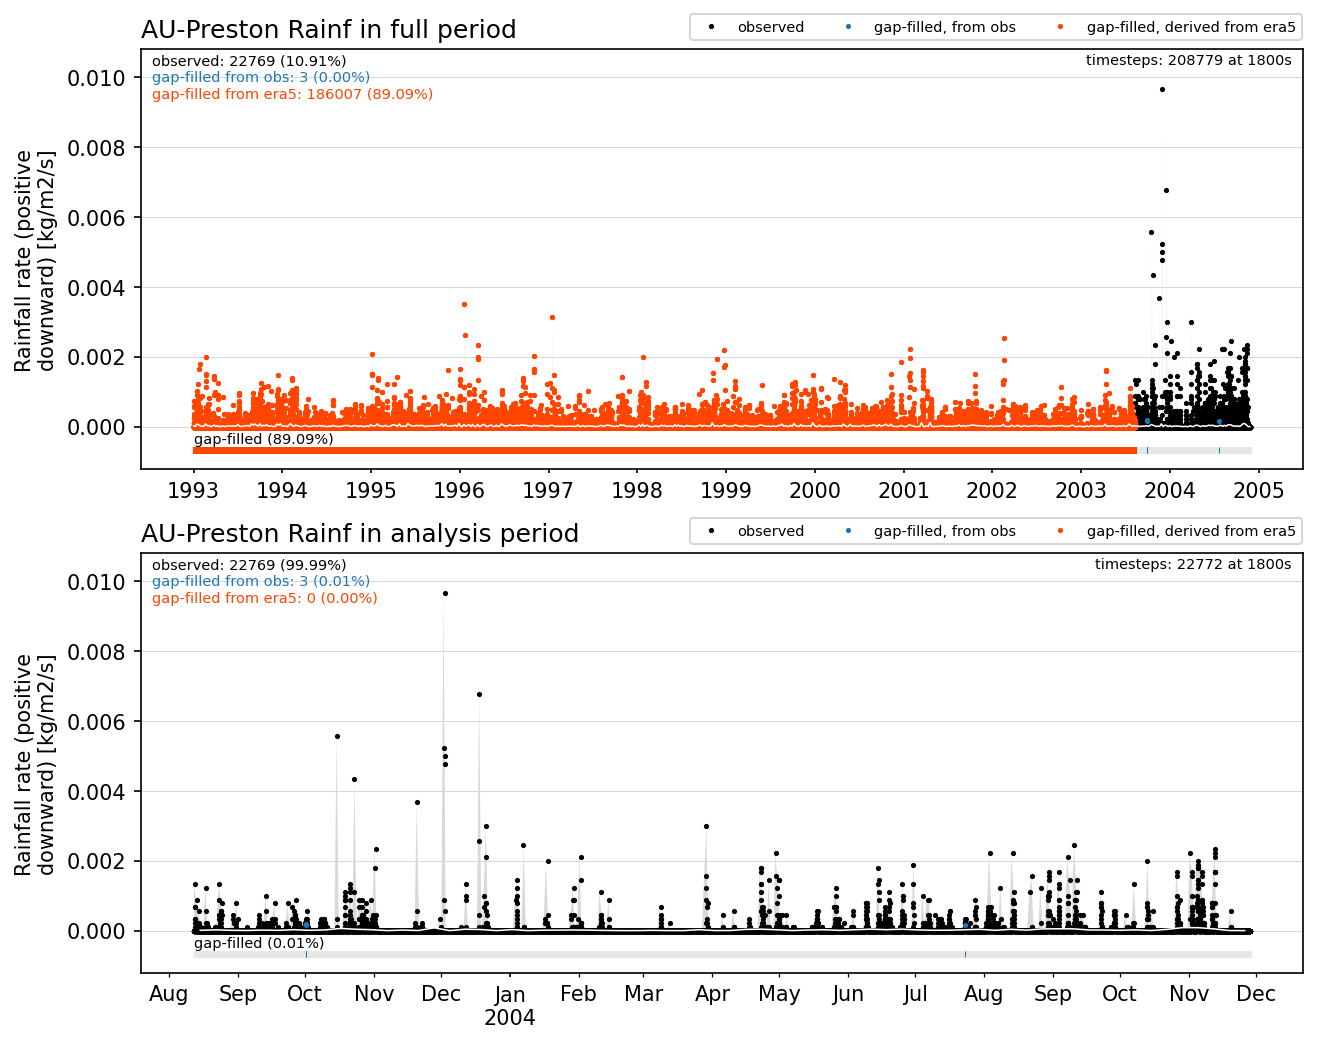 AU-Preston Rainf in full period
observed
gap-filled, from obs
gap-filled, derived from era5
observed: 22769 (10.91%)
gap-filled from obs: 3 (0.00%)
gap-filled from era5: 186007 (89.09%)
timesteps: 208779 at 1800s
Rainfall rate (positive
downward) [kg/m2/s]
0.010
0.008
0.006
0.004
0.002
0.000
gap-filled (89.09%)
1993 1994 1995 1996 1997 1998 1999 2000 2001 2002 2003 2004 2005
AU-Preston Rainf in analysis period
observed
gap-filled, from obs
gap-filled, derived from era5
observed: 22769 (99.99%)
gap-filled from obs: 3 (0.01%)
gap-filled from era5: 0 (0.00%)
timesteps: 22772 at 1800s
Rainfall rate (positive
downward) [kg/m2/s]
0.010
0.008
0.006
0.004
0.002
0.000
gap-filled (0.01%)
Aug Sep Oct Nov Dec Jan Feb Mar Apr May Jun Jul Aug Sep Oct Nov Dec
2004